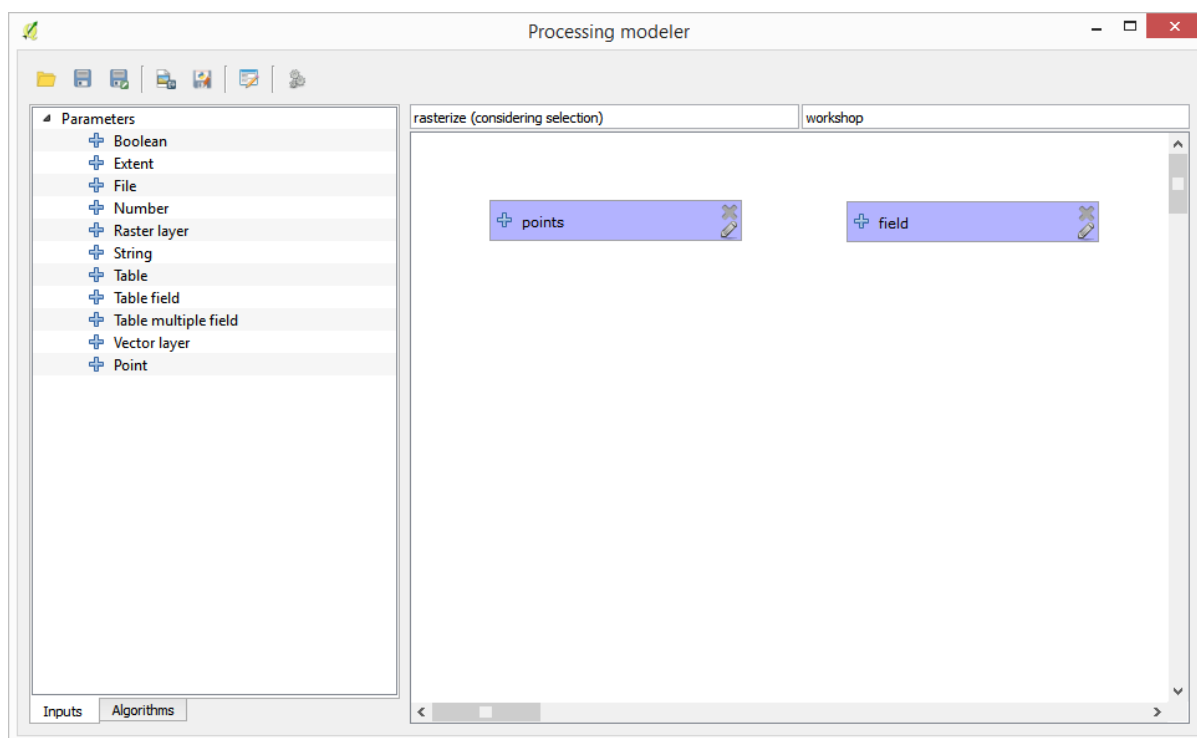 Processing modeler
Parameters
Boolean
Extent
File
Number
Raster layer
String
Table
Table field
Table multiple field
Vector layer
Point
Inputs Algorithms
rasterize (considering selection) workshop
points field